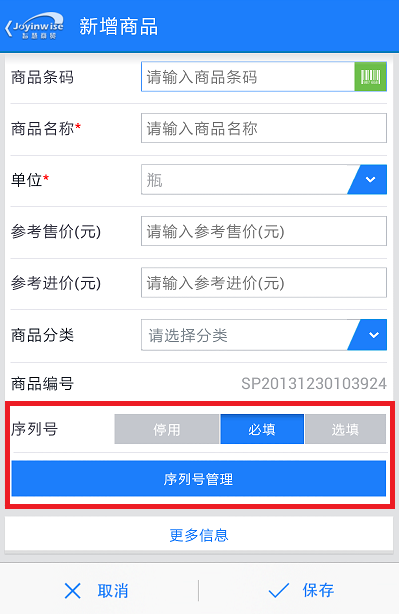 Joyinwise
智慧商贸
新增商品
商品条码 请输入商品条码
商品名称* 请输入商品名称
单位* 瓶
参考售价(元) 请输入参考售价(元)
参考进价(元) 请输入参考进价(元)
商品分类 请选择分类
商品编号 SP20131230103924
序列号 停用 必填 选填
序列号管理
更多信息
取消 保存